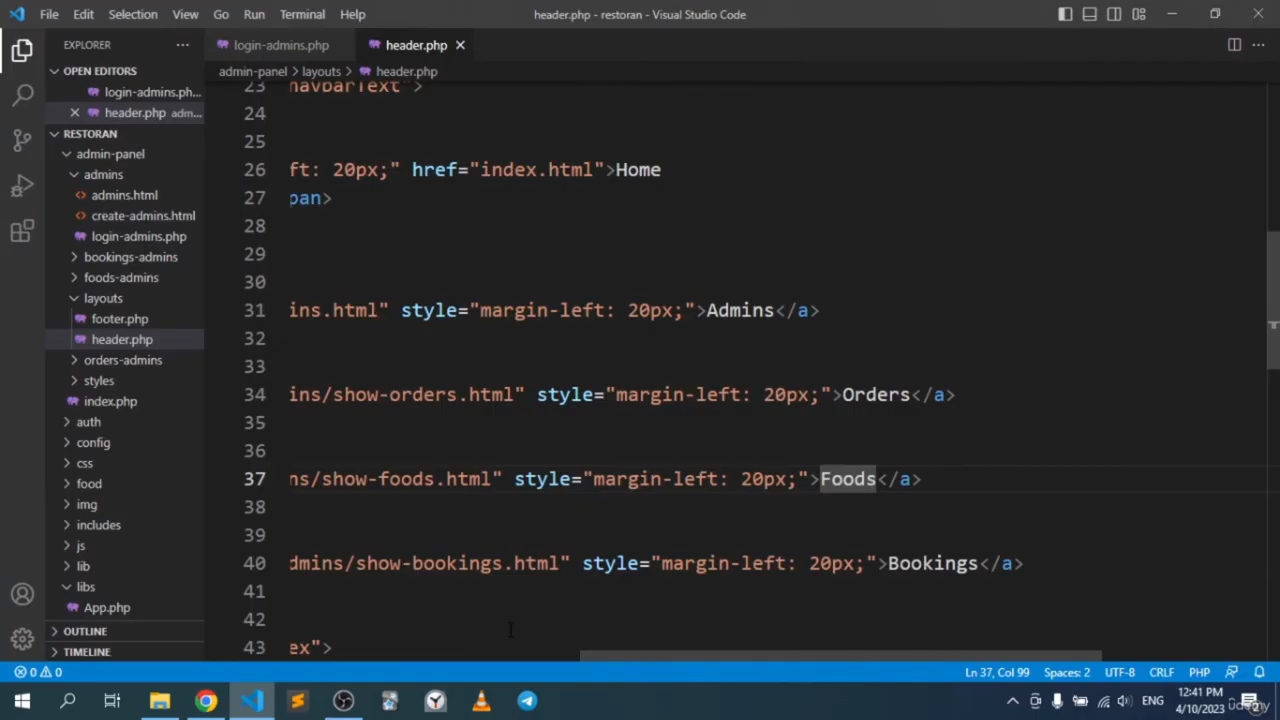 File Edit Selection View Go Run Terminal Help header.php - restoran - Visual Studio Code
EXPLORER login-admins.php header.php
admin-panel > layouts > header.php
OPEN EDITORS
login-admins.ph...
header.php adm...
RESTORAN
admin-panel
admins
admins.html
create-admins.html
login-admins.php
bookings-admins
foods-admins
layouts
footer.php
header.php
orders-admins
styles
index.php
auth
config
css
food
img
includes
js
lib
libs
App.php
OUTLINE
TIMELINE
23 navbarText">
24
25
26 ft: 20px;" href="index.html">Home
27 pan>
28
29
30
31 ins.html" style="margin-left: 20px;">Admins</a>
32
33
34 ins/show-orders.html" style="margin-left: 20px;">Orders</a>
35
36
37 ns/show-foods.html" style="margin-left: 20px;">Foods</a>
38
39
40 dmins/show-bookings.html" style="margin-left: 20px;">Bookings</a>
41
42
43 ex">
0 0 Ln 37, Col 99 Spaces: 2 UTF-8 CRLF PHP
ENG 12:41 PM
4/10/2023